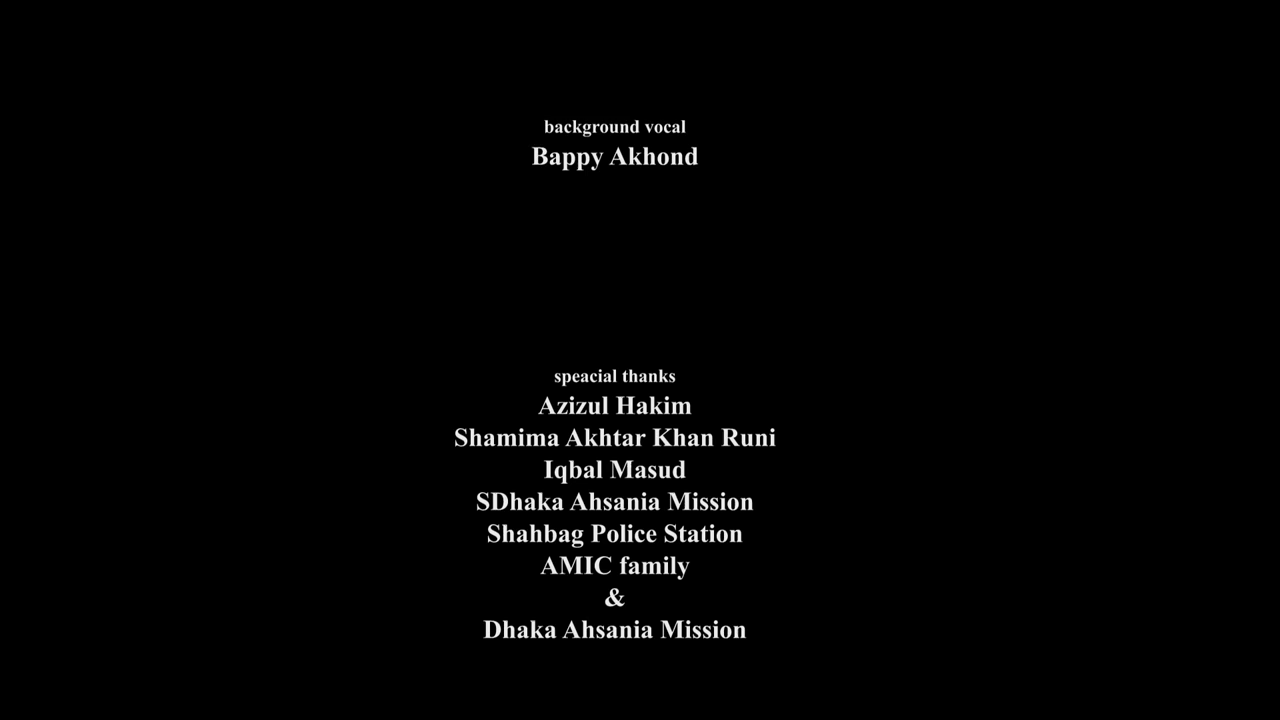 background vocal
Bappy Akhond
speacial thanks
Azizul Hakim
Shamima Akhtar Khan Runi
Iqbal Masud
SDhaka Ahsania Mission
Shahbag Police Station
AMIC family
&
Dhaka Ahsania Mission